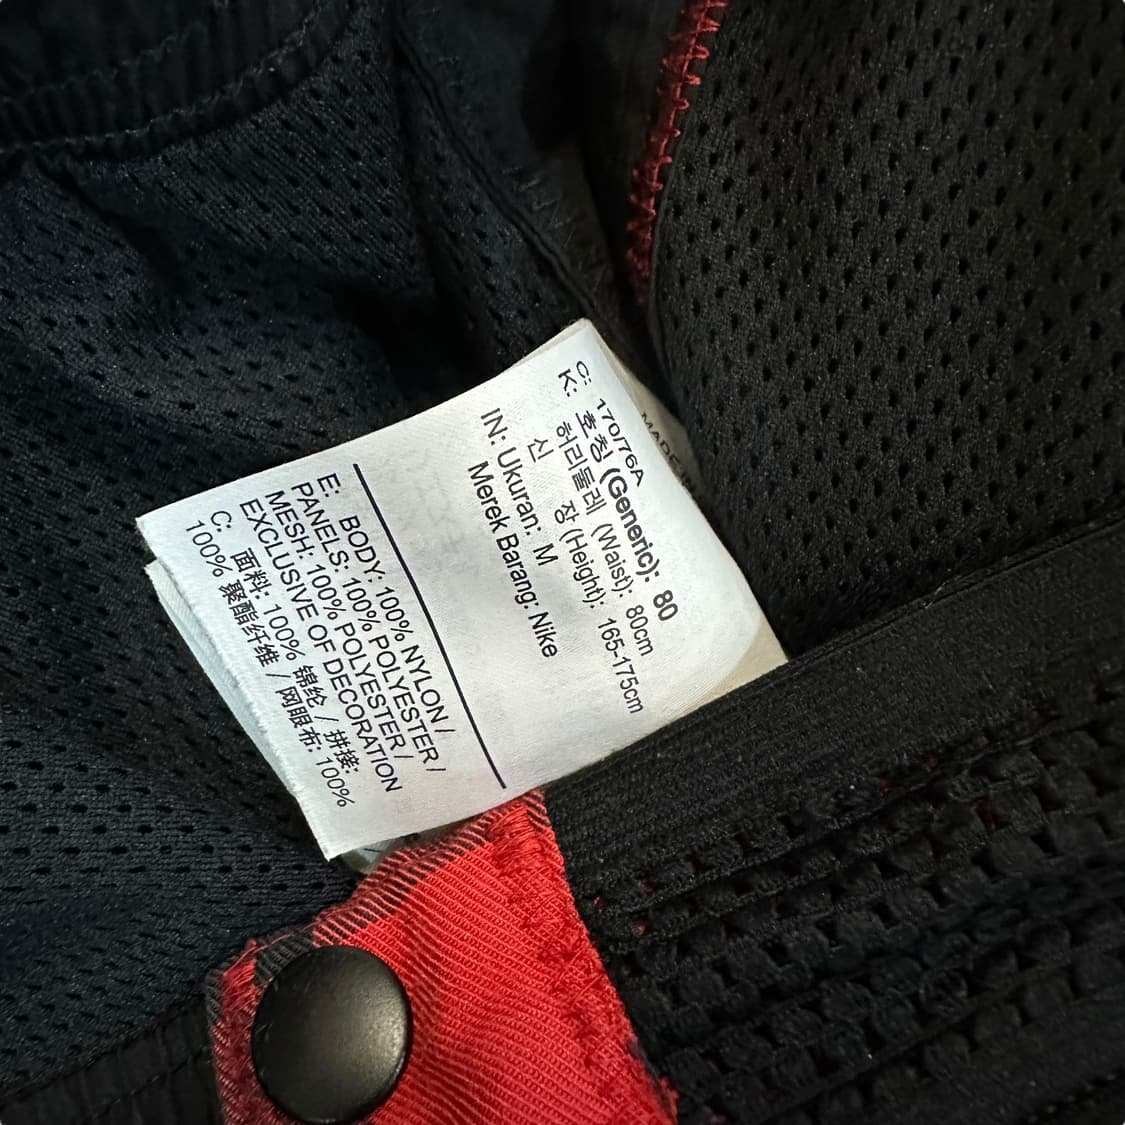 C: 170/76A
K: 호칭 (Generic): 80
허리둘레 (Waist): 80cm
신 장 (Height): 165-175cm
IN: Ukuran: M
Merek Barang: Nike
E: BODY: 100% NYLON /
PANELS: 100% POLYESTER /
MESH: 100% POLYESTER /
EXCLUSIVE OF DECORATION
C: 面料: 100% 锦纶 / 拼接:
100% 聚酯纤维 / 网眼布: 100%
MADE